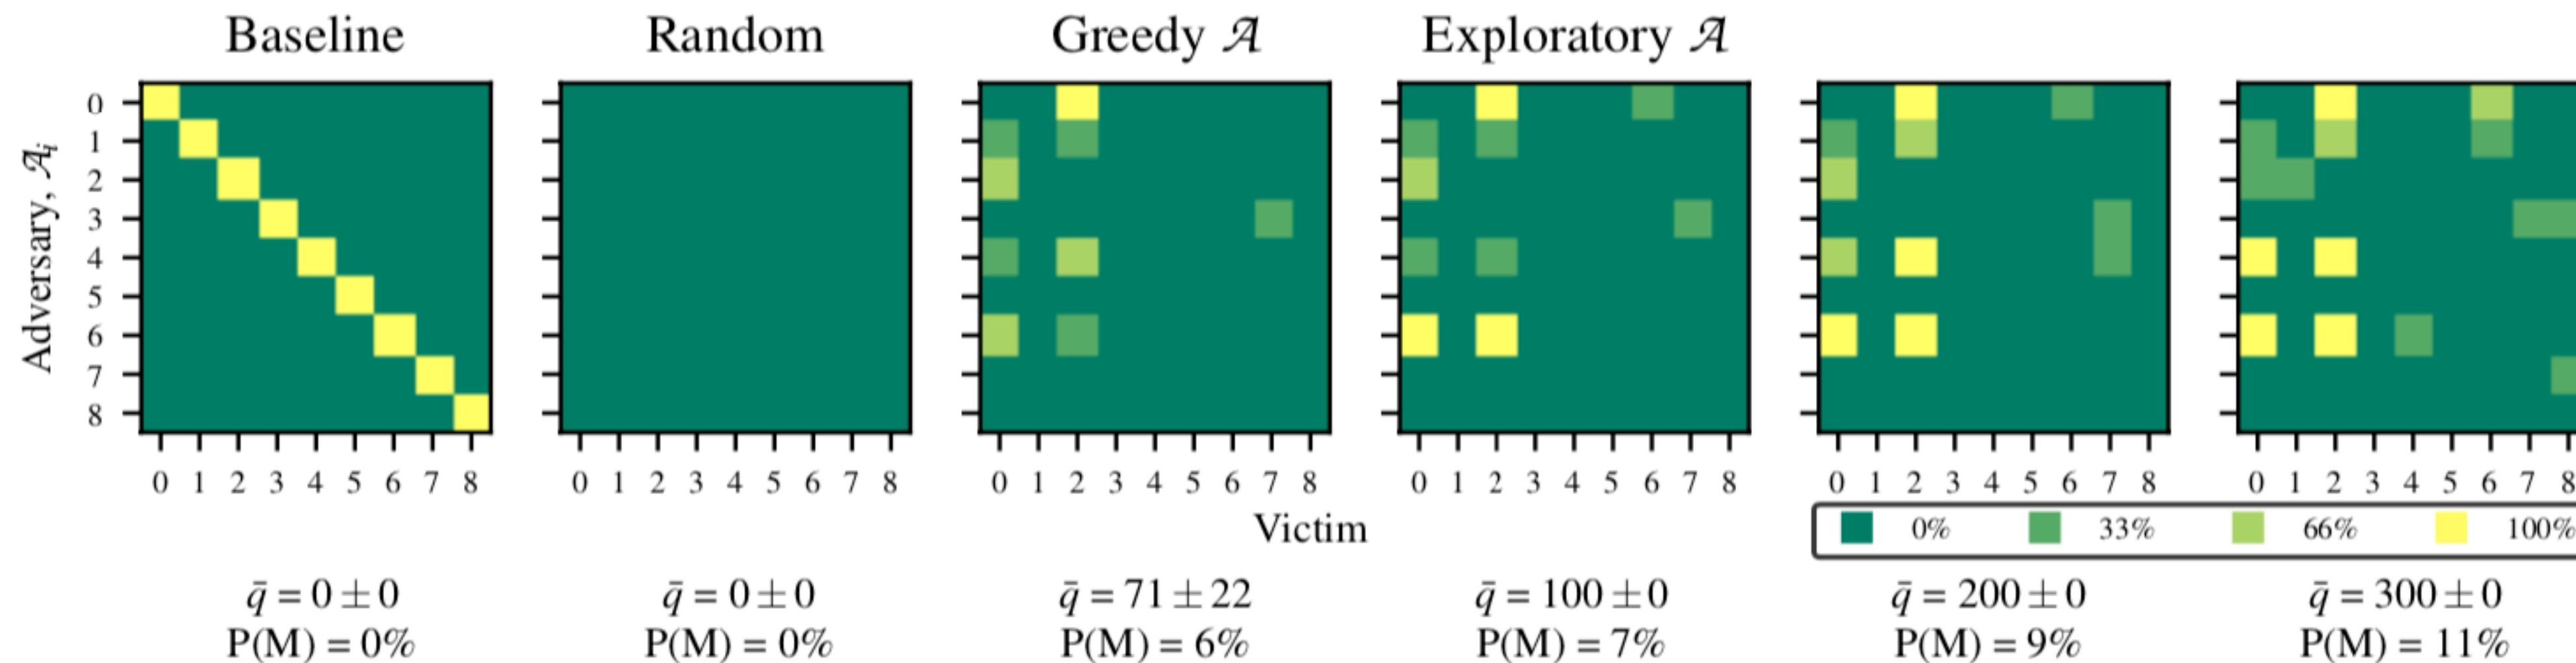 Baseline Random Greedy 𝒜 Exploratory 𝒜
Adversary, 𝒜ᵢ
0
1
2
3
4
5
6
7
8
0 1 2 3 4 5 6 7 8
0 1 2 3 4 5 6 7 8
0 1 2 3 4 5 6 7 8
0 1 2 3 4 5 6 7 8
0 1 2 3 4 5 6 7 8
0 1 2 3 4 5 6 7 8
Victim
0% 33% 66% 100%
q̄ = 0 ± 0
P(M) = 0%
q̄ = 0 ± 0
P(M) = 0%
q̄ = 71 ± 22
P(M) = 6%
q̄ = 100 ± 0
P(M) = 7%
q̄ = 200 ± 0
P(M) = 9%
q̄ = 300 ± 0
P(M) = 11%